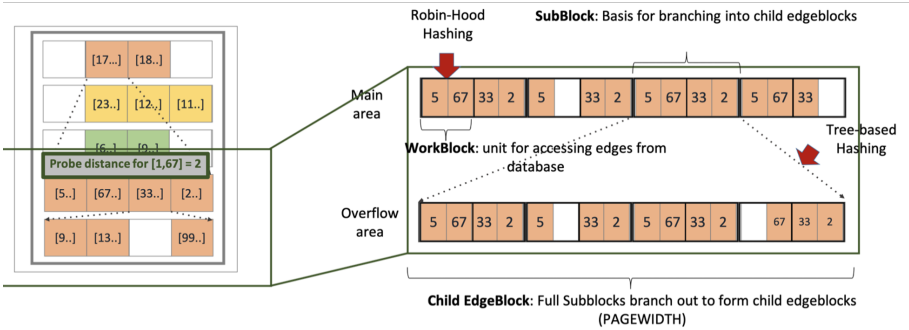 Robin-Hood
Hashing
SubBlock: Basis for branching into child edgeblocks
[17...] [18..]
[23..] [12,.] [11..]
[6..] [9..]
Probe distance for [1,67] = 2
[5..] [67..] [33..] [2..]
[9..] [13..] [99..]
Main
area
5 67 33 2 5 33 2 5 67 33 2 5 67 33
WorkBlock: unit for accessing edges from
database
Tree-based
Hashing
Overflow
area
5 67 33 2 5 33 2 5 67 33 2 67 33 2
Child EdgeBlock: Full Subblocks branch out to form child edgeblocks
(PAGEWIDTH)